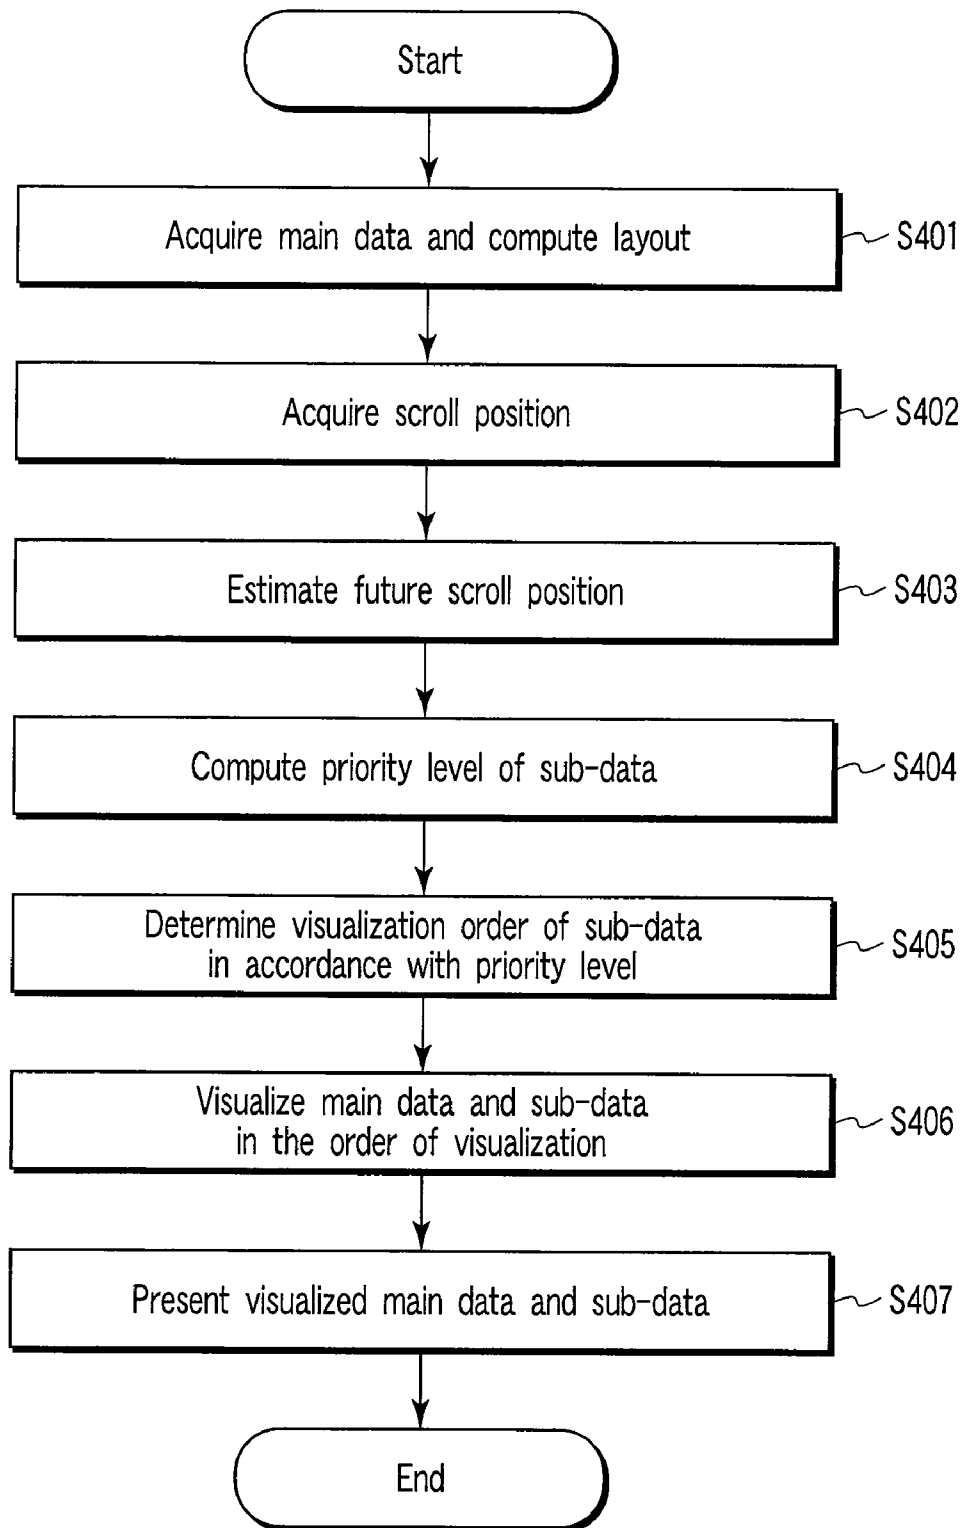 Start
Acquire main data and compute layout
S401
Acquire scroll position
S402
Estimate future scroll position
S403
Compute priority level of sub-data
S404
Determine visualization order of sub-data
in accordance with priority level
S405
Visualize main data and sub-data
in the order of visualization
S406
Present visualized main data and sub-data
S407
End